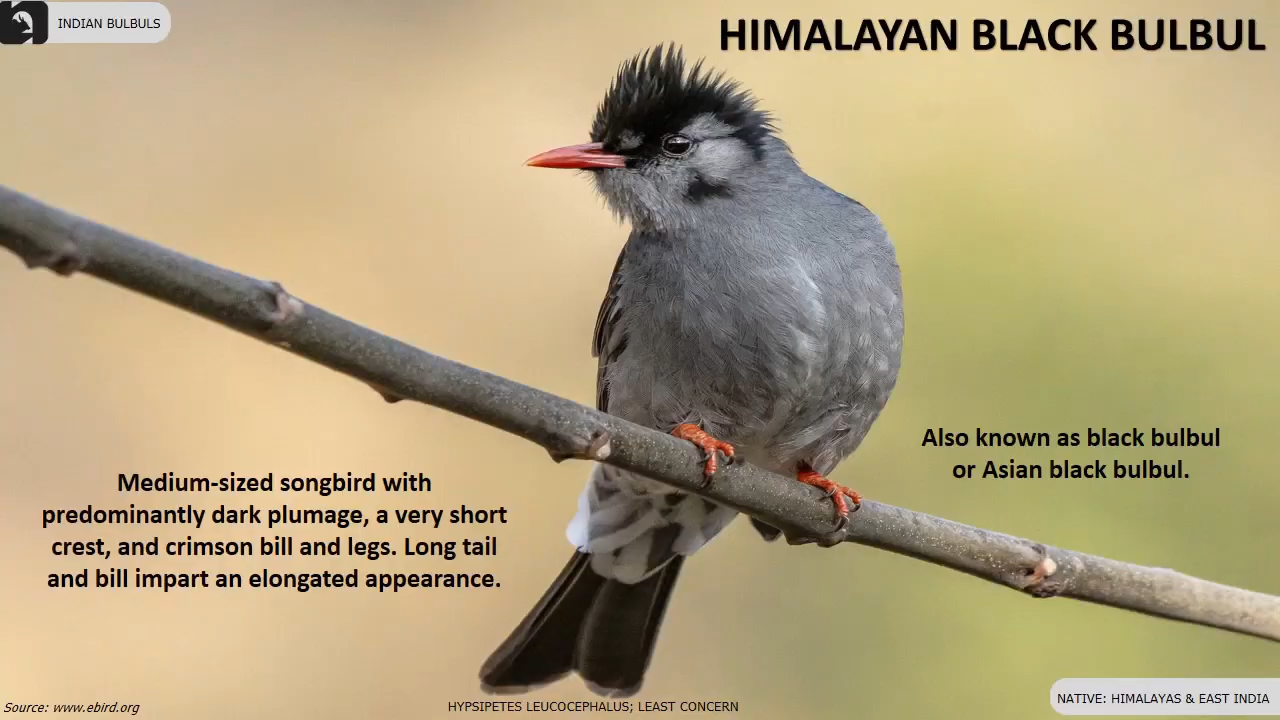 INDIAN BULBULS
HIMALAYAN BLACK BULBUL
Also known as black bulbul
or Asian black bulbul.
Medium-sized songbird with
predominantly dark plumage, a very short
crest, and crimson bill and legs. Long tail
and bill impart an elongated appearance.
Source: www.ebird.org
HYPSIPETES LEUCOCEPHALUS; LEAST CONCERN
NATIVE: HIMALAYAS & EAST INDIA